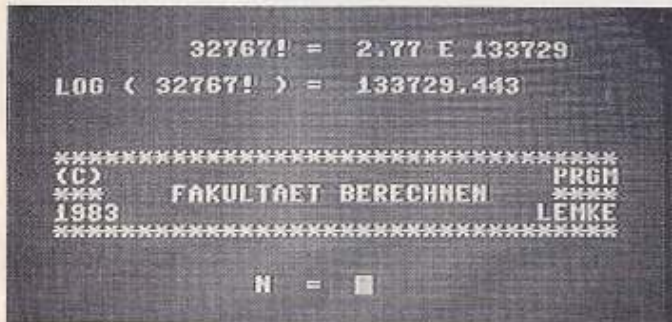 32767! = 2.77 E 133729
LOG ( 32767! ) = 133729.443
****************************************
(C) PRGM
*** FAKULTAET BERECHNEN ****
1983 LEMKE
****************************************
N =